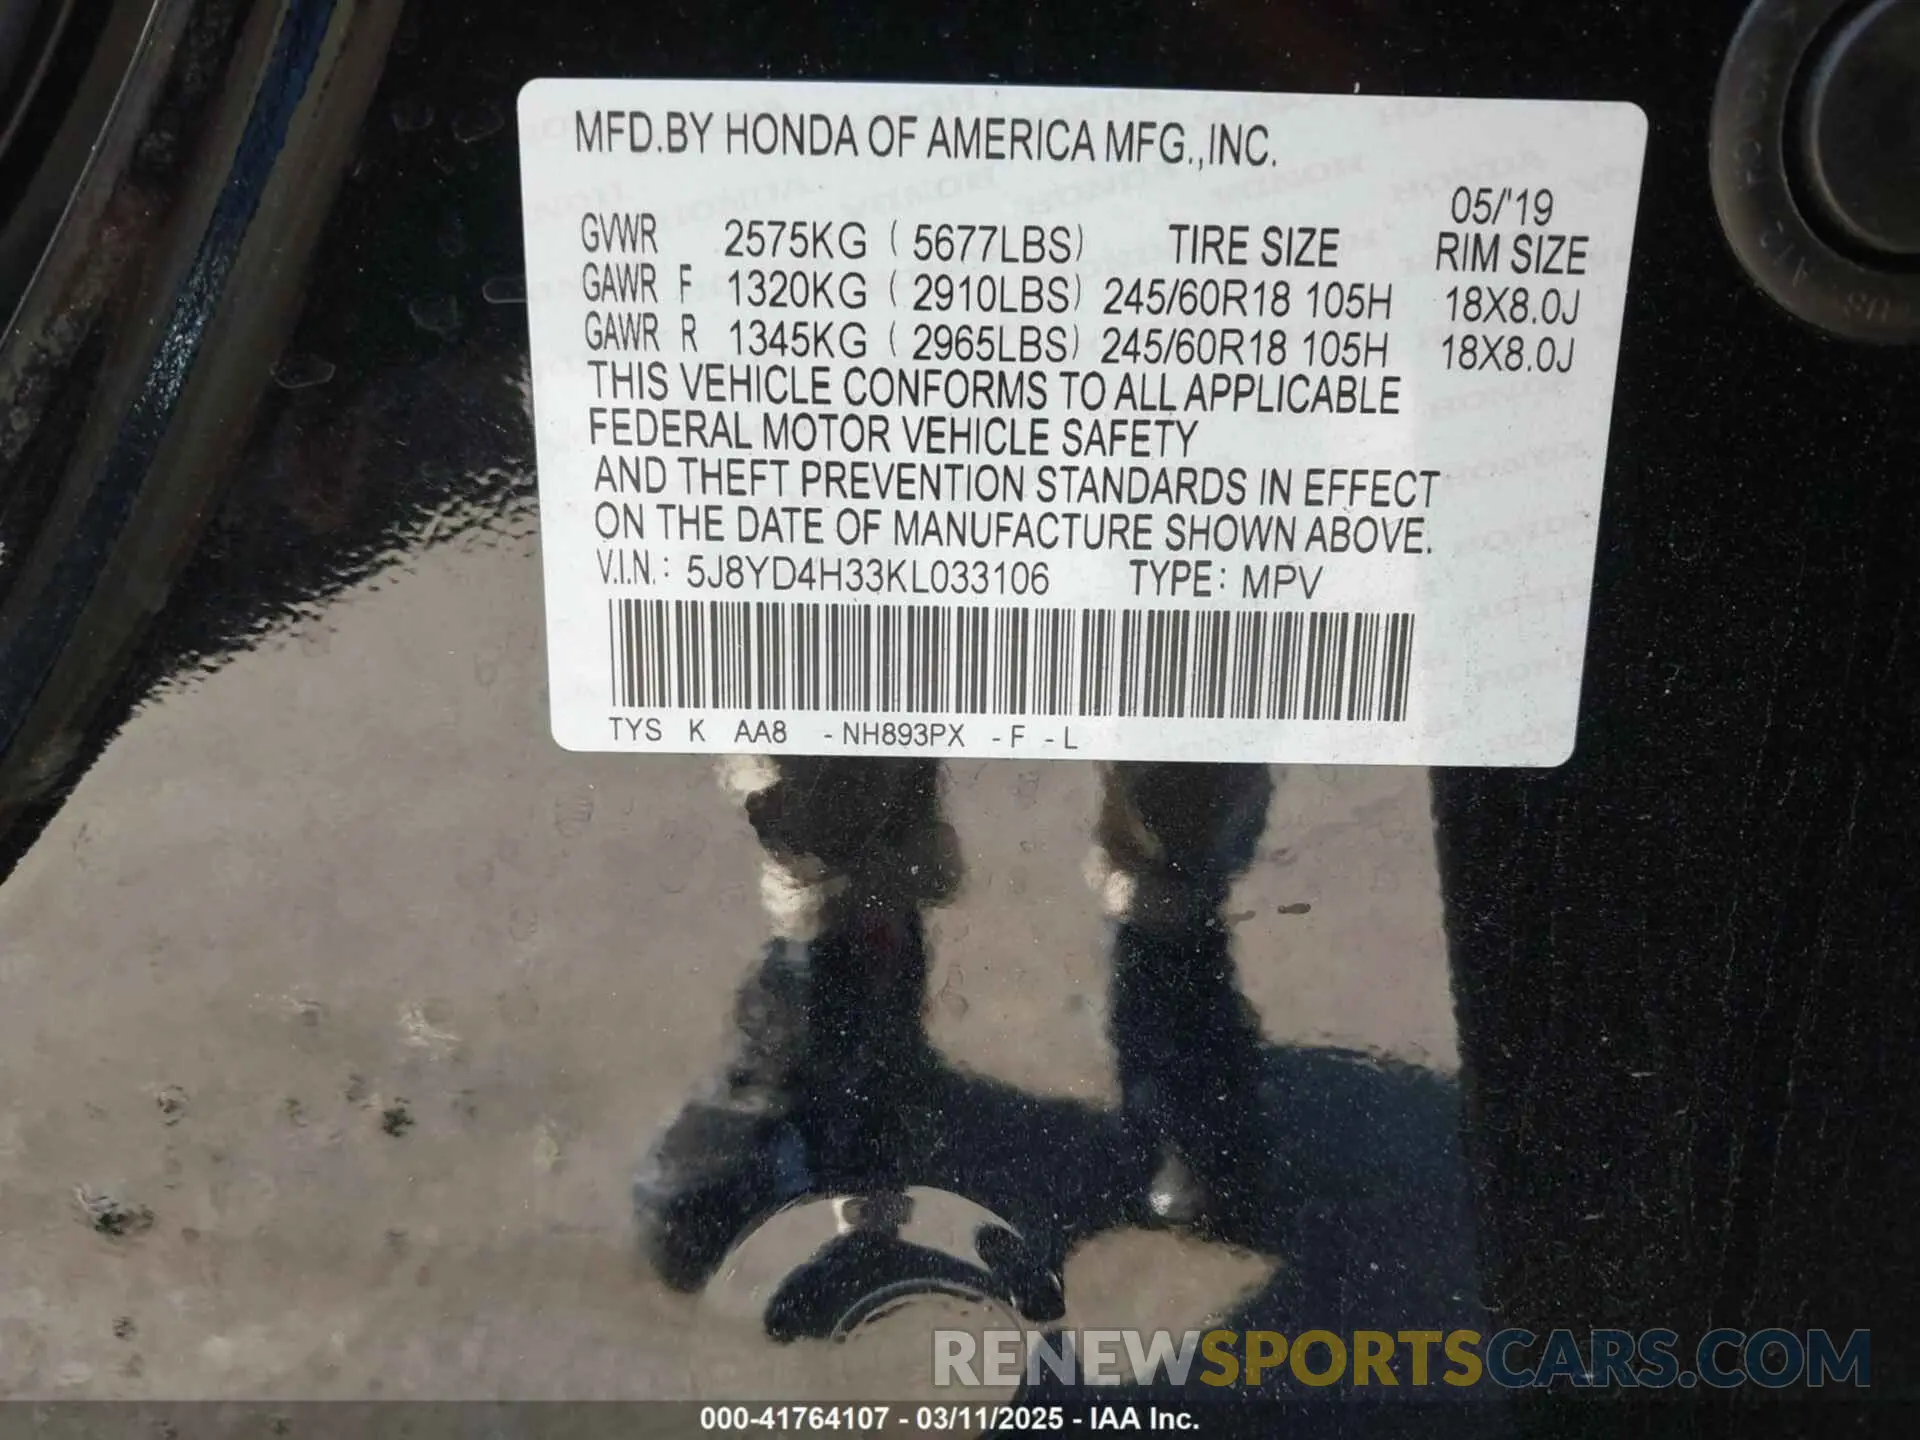 MFD.BY HONDA OF AMERICA MFG.,INC.
05/'19
GVWR 2575KG ( 5677LBS) TIRE SIZE RIM SIZE
GAWR F 1320KG ( 2910LBS) 245/60R18 105H 18X8.0J
GAWR R 1345KG ( 2965LBS) 245/60R18 105H 18X8.0J
THIS VEHICLE CONFORMS TO ALL APPLICABLE
FEDERAL MOTOR VEHICLE SAFETY
AND THEFT PREVENTION STANDARDS IN EFFECT
ON THE DATE OF MANUFACTURE SHOWN ABOVE.
V.I.N.: 5J8YD4H33KL033106 TYPE: MPV
TYS K AA8 -NH893PX -F -L
RENEWSPORTSCARS.COM
000-41764107 - 03/11/2025 - IAA Inc.